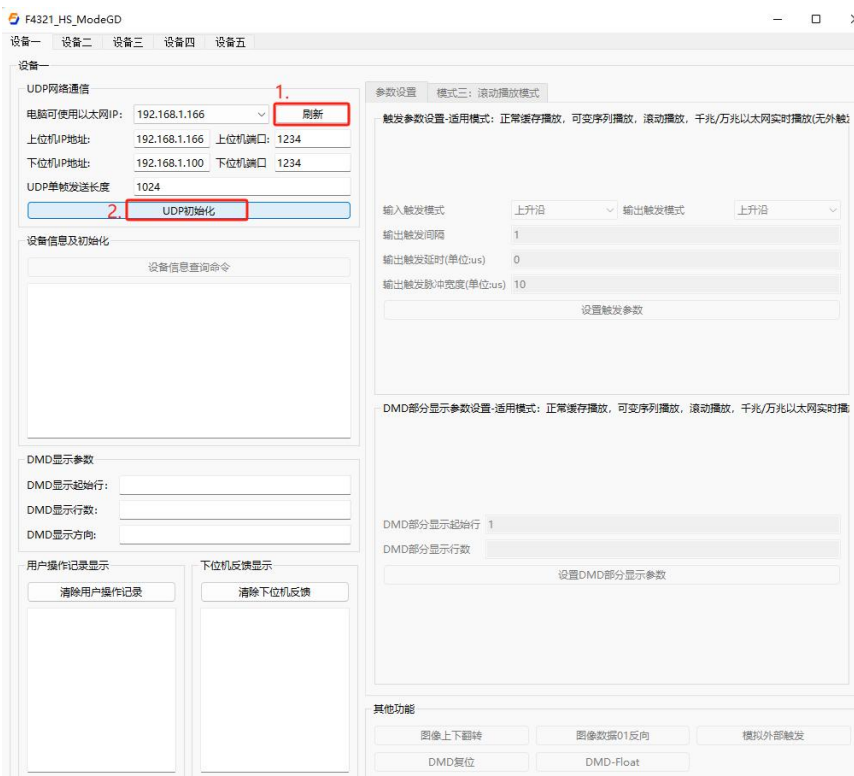 F4321_HS_ModeGD
设备一 设备二 设备三 设备四 设备五
设备一
UDP网络通信
1.
电脑可使用以太网IP: 192.168.1.166 刷新
上位机IP地址: 192.168.1.166 上位机端口: 1234
下位机IP地址: 192.168.1.100 下位机端口 1234
UDP单帧发送长度 1024
2. UDP初始化
设备信息及初始化
设备信息查询命令
DMD显示参数
DMD显示起始行:
DMD显示行数:
DMD显示方向:
用户操作记录显示
清除用户操作记录
下位机反馈显示
清除下位机反馈
参数设置 模式三: 滚动播放模式
触发参数设置-适用模式: 正常缓存播放, 可变序列播放, 滚动播放, 千兆/万兆以太网实时播放(无外触
输入触发模式 上升沿 输出触发模式 上升沿
输出触发间隔 1
输出触发延时(单位:us) 0
输出触发脉冲宽度(单位:us) 10
设置触发参数
DMD部分显示参数设置-适用模式: 正常缓存播放, 可变序列播放, 滚动播放, 千兆/万兆以太网实时播
DMD部分显示起始行 1
DMD部分显示行数
设置DMD部分显示参数
其他功能
图像上下翻转 图像数据01反向 模拟外部触发
DMD复位 DMD-Float